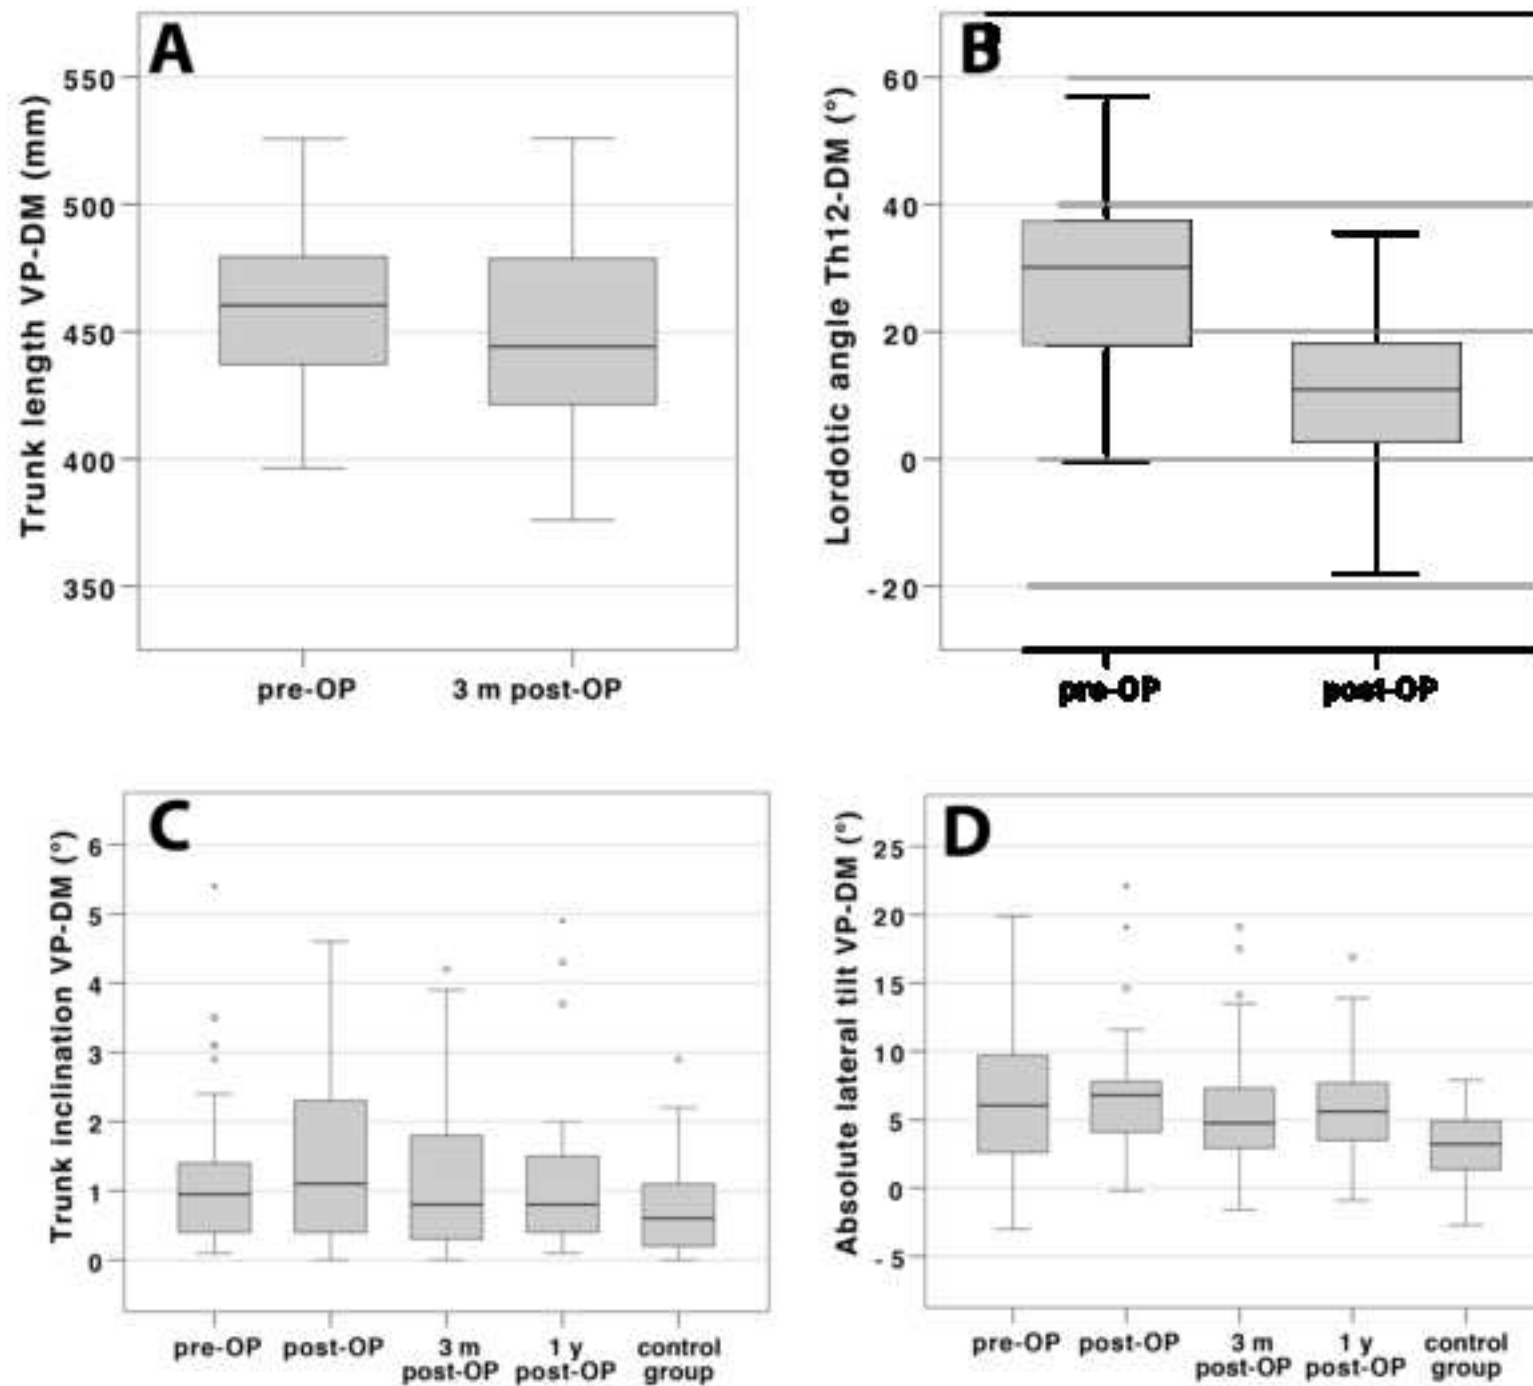 A
Trunk length VP-DM (mm)
550
500
450
400
350
pre-OP
3 m post-OP
B
Lordotic angle Th12-DM (°)
60
40
20
0
-20
pre-OP
post-OP
C
Trunk inclination VP-DM (°)
6
5
4
3
2
1
0
pre-OP
post-OP
3 m
post-OP
1 y
post-OP
control
group
D
Absolute lateral tilt VP-DM (°)
25
20
15
10
5
0
-5
pre-OP
post-OP
3 m
post-OP
1 y
post-OP
control
group